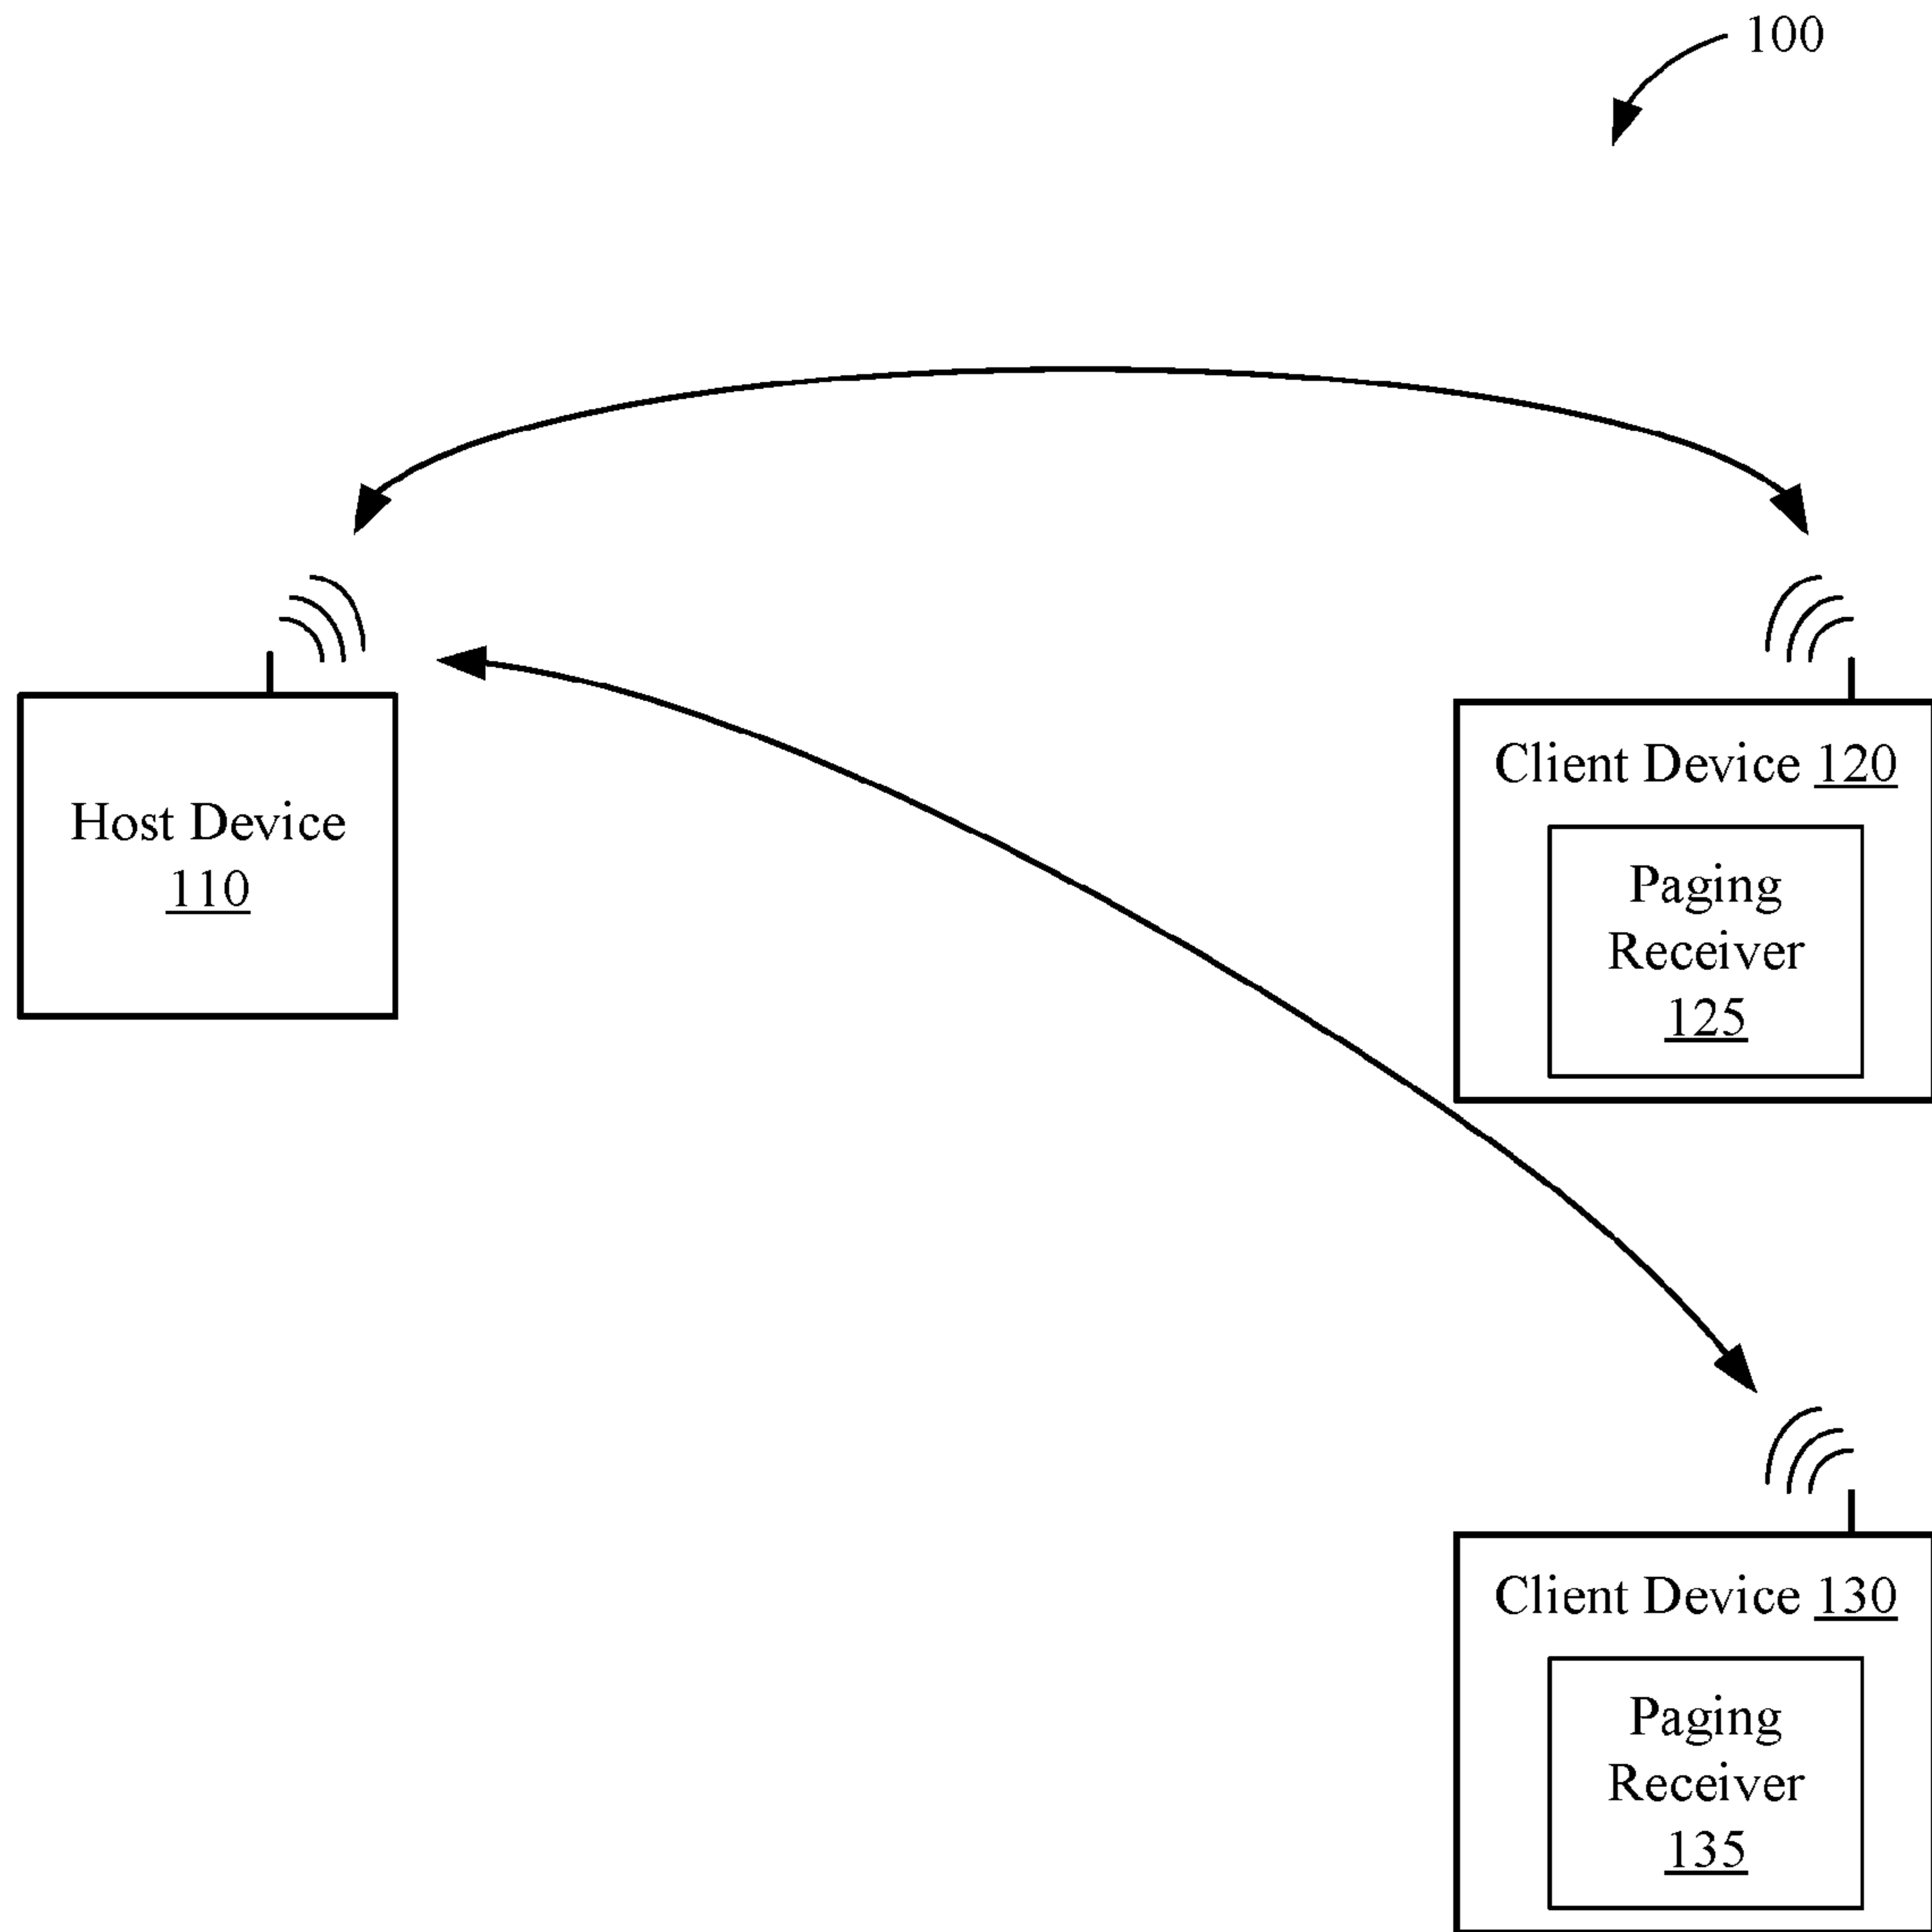 100
Host Device
110
Client Device 120
Paging
Receiver
125
Client Device 130
Paging
Receiver
135